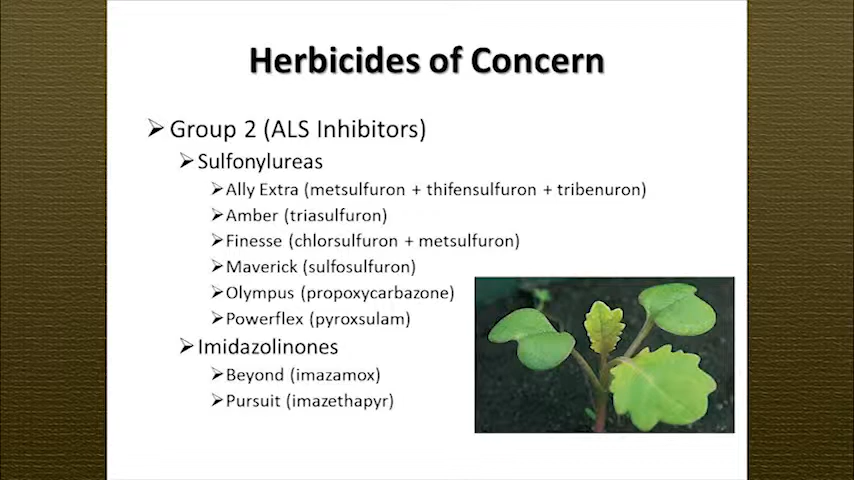 Herbicides of Concern
Group 2 (ALS Inhibitors)
Sulfonylureas
Ally Extra (metsulfuron + thifensulfuron + tribenuron)
Amber (triasulfuron)
Finesse (chlorsulfuron + metsulfuron)
Maverick (sulfosulfuron)
Olympus (propoxycarbazone)
Powerflex (pyroxsulam)
Imidazolinones
Beyond (imazamox)
Pursuit (imazethapyr)